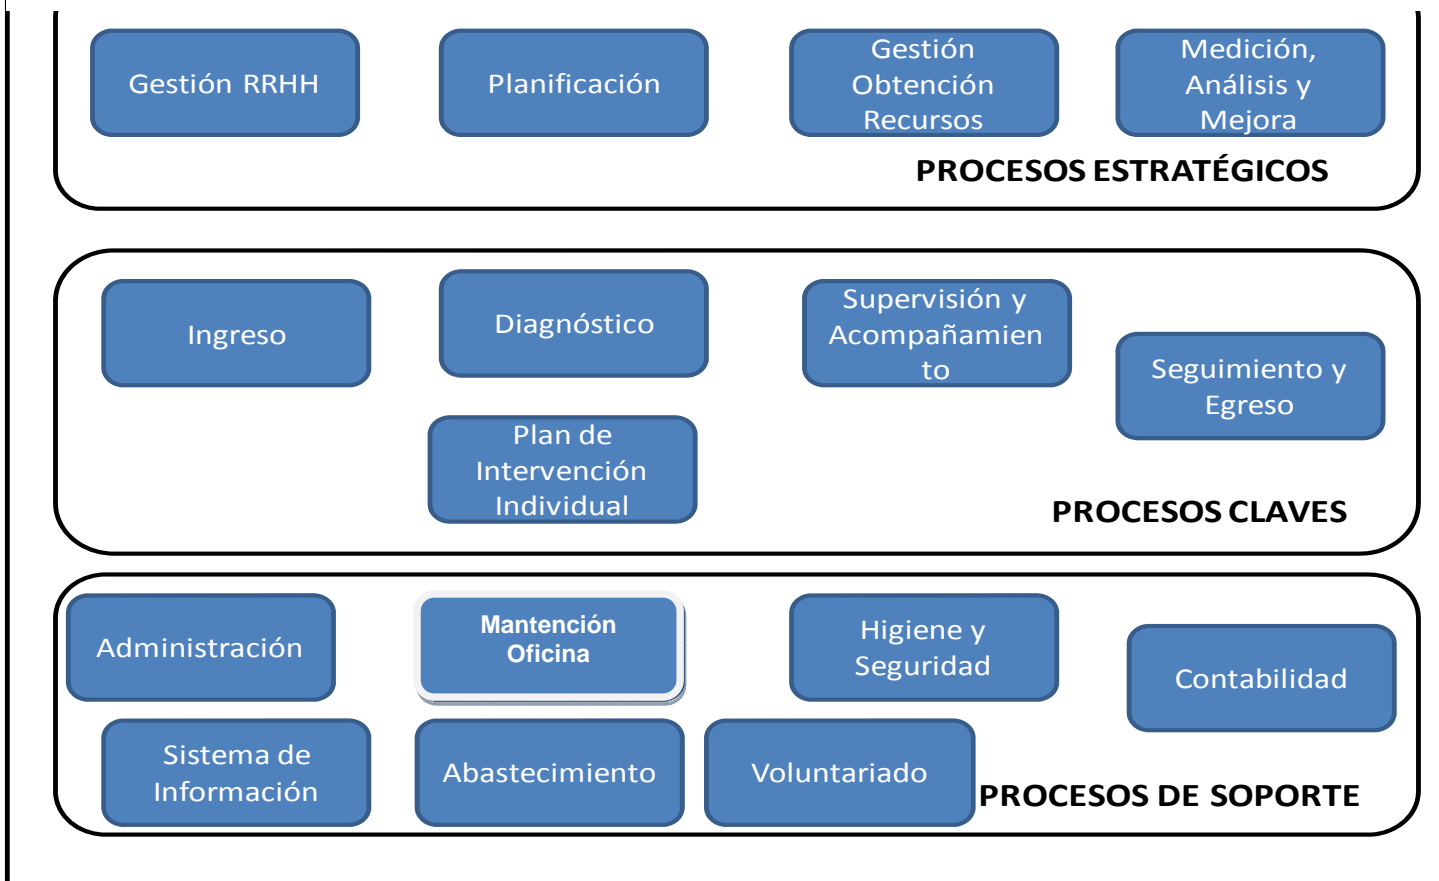 Gestión RRHH
Planificación
Gestión
Obtención
Recursos
Medición,
Análisis y
Mejora
PROCESOS ESTRATÉGICOS
Ingreso
Diagnóstico
Supervisión y
Acompañamien
to
Seguimiento y
Egreso
Plan de
Intervención
Individual
PROCESOS CLAVES
Administración
Mantención
Oficina
Higiene y
Seguridad
Contabilidad
Sistema de
Información
Abastecimiento
Voluntariado
PROCESOS DE SOPORTE